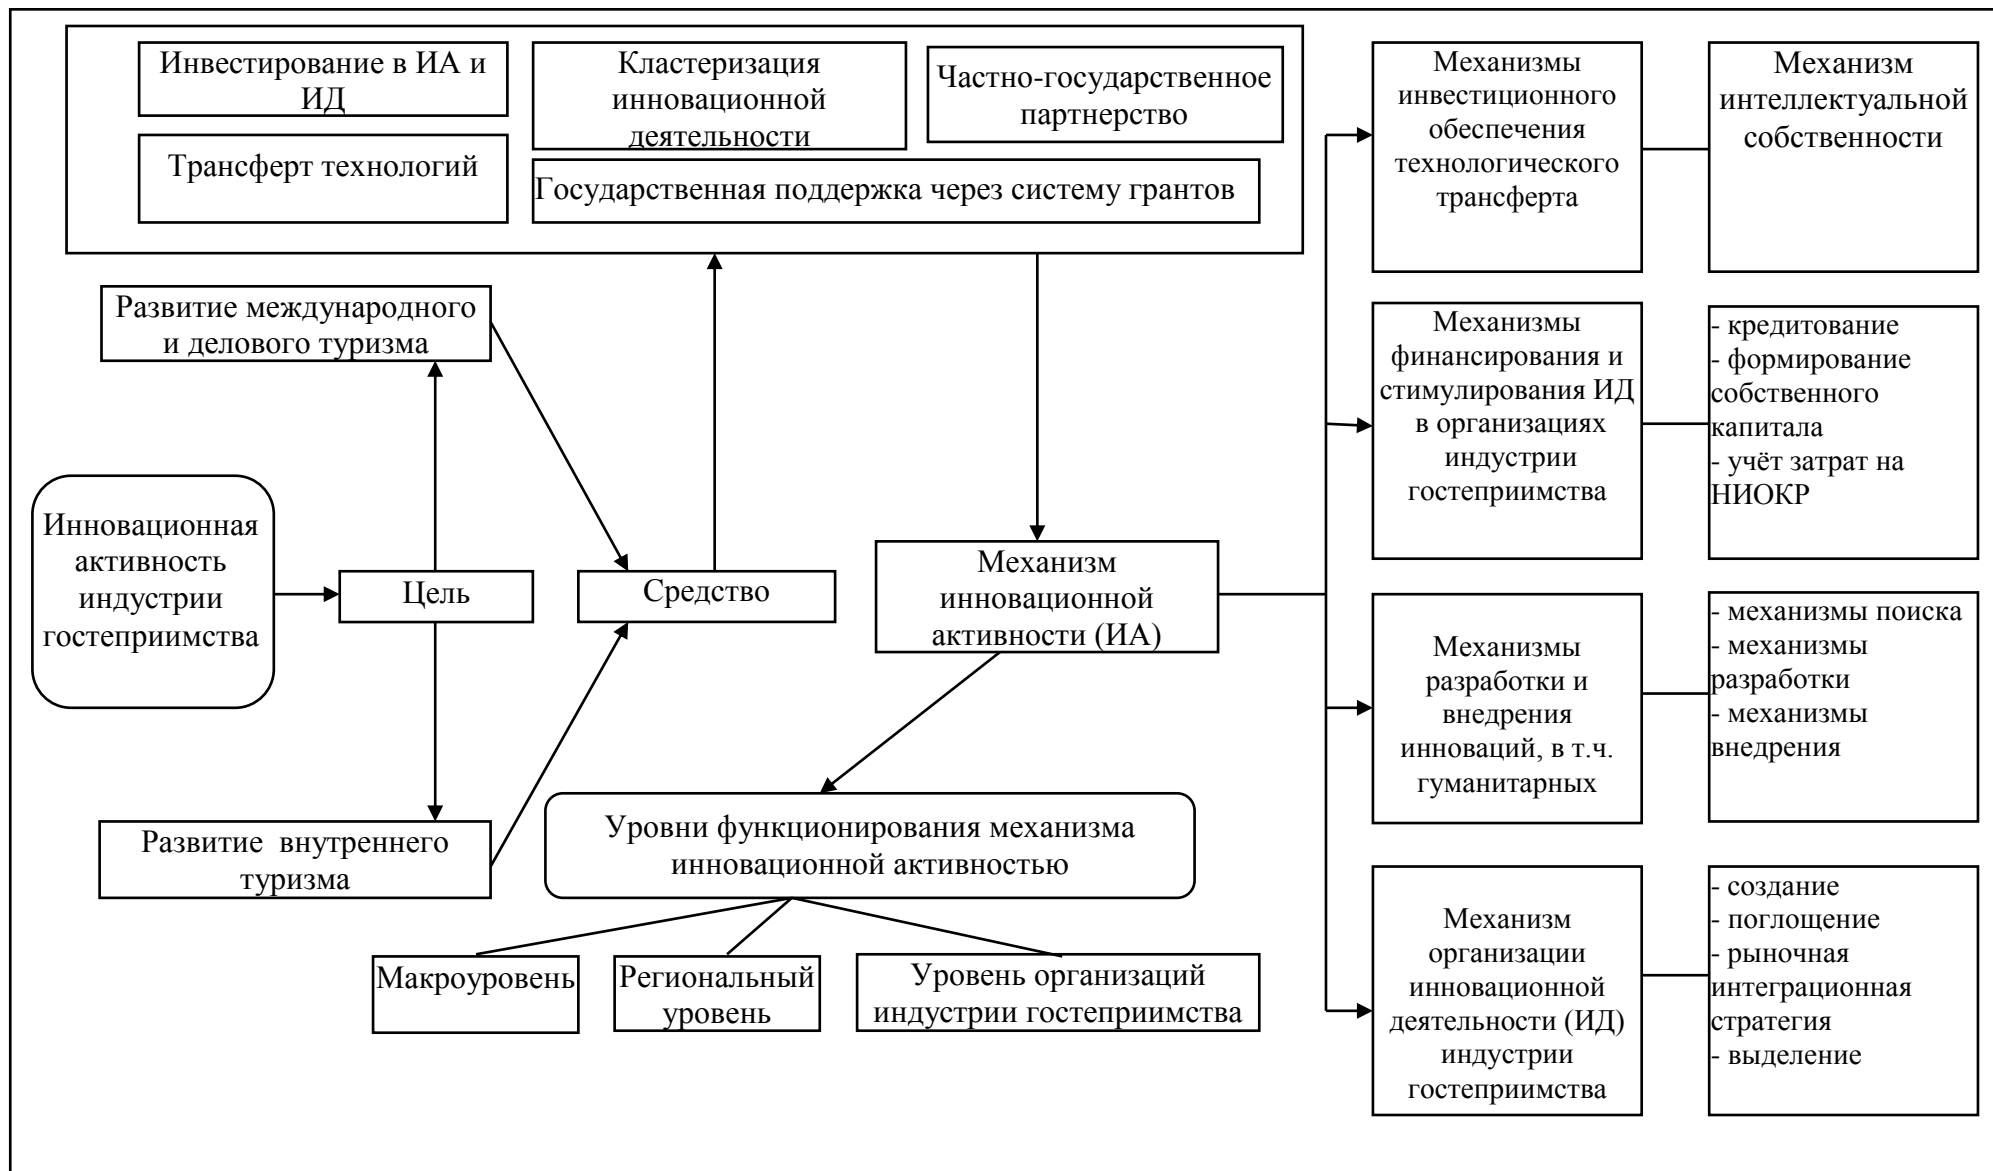 Инвестирование в ИА и
ИД
Кластеризация
инновационной
деятельности
Частно-государственное
партнерство
Трансферт технологий
Государственная поддержка через систему грантов
Развитие международного
и делового туризма
Инновационная
активность
индустрии
гостеприимства
Цель
Средство
Механизм
инновационной
активности (ИА)
Развитие  внутреннего
туризма
Уровни функционирования механизма
инновационной активностью
Макроуровень
Региональный
уровень
Уровень организаций
индустрии гостеприимства
Механизмы
инвестиционного
обеспечения
технологического
трансферта
Механизм
интеллектуальной
собственности
Механизмы
финансирования и
стимулирования ИД
в организациях
индустрии
гостеприимства
- кредитование
- формирование
собственного
капитала
- учёт затрат на
НИОКР
Механизмы
разработки и
внедрения
инноваций, в т.ч.
гуманитарных
- механизмы поиска
- механизмы
разработки
- механизмы
внедрения
Механизм
организации
инновационной
деятельности (ИД)
индустрии
гостеприимства
- создание
- поглощение
- рыночная
интеграционная
стратегия
- выделение